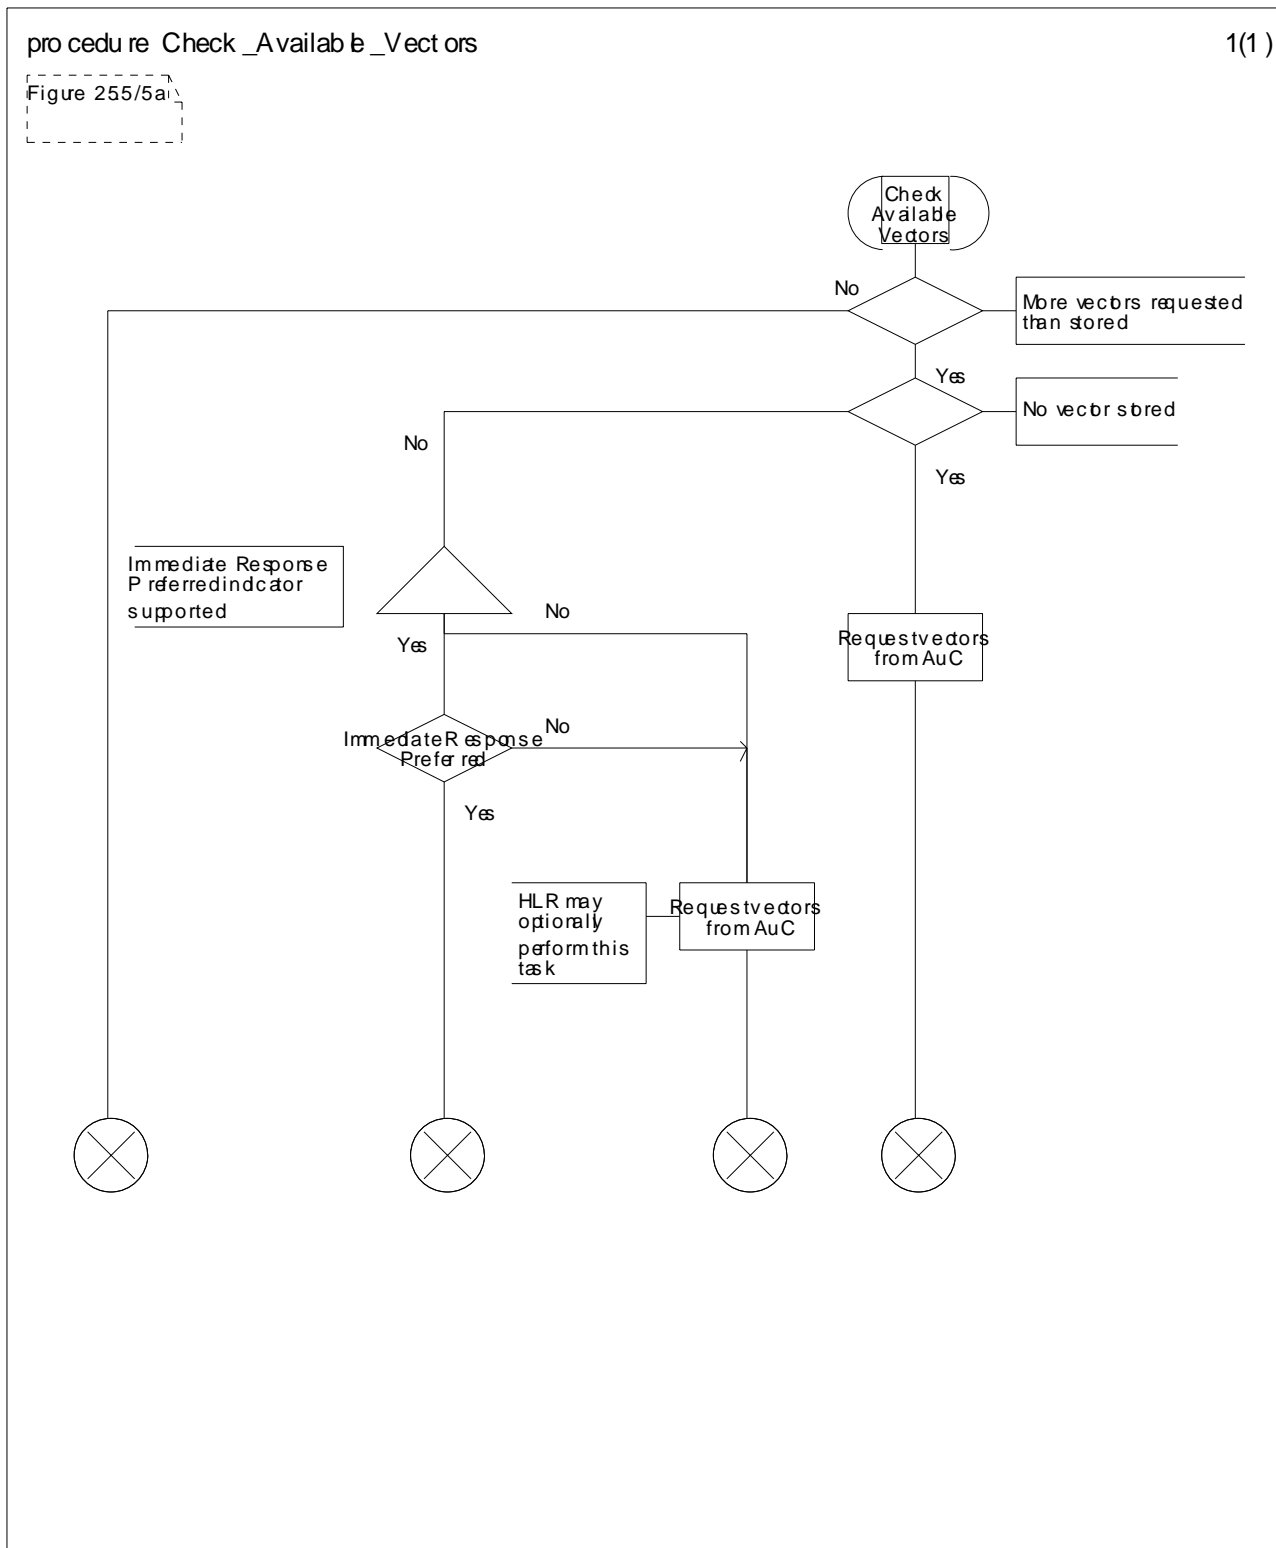 procedure Check_Available_Vectors
1(1)
Figure 25.5/5a
Check
Available
Vectors
No
More vectors requested
than stored
Yes
No vector stored
No
Yes
Immediate Response
Preferred indicator
supported
No
Yes
Request vectors
from AuC
Immediate Response
Preferred
No
Yes
HLR may
optionally
perform this
task
Request vectors
from AuC